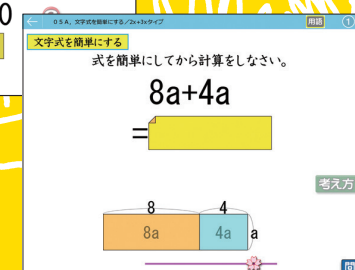 0
← 05A, 文字式を簡単にする/2x+3xタイプ 用語 ①
文字式を簡単にする
式を簡単にしてから計算をしなさい。
8a+4a
=
考え方
8 4
8a 4a a